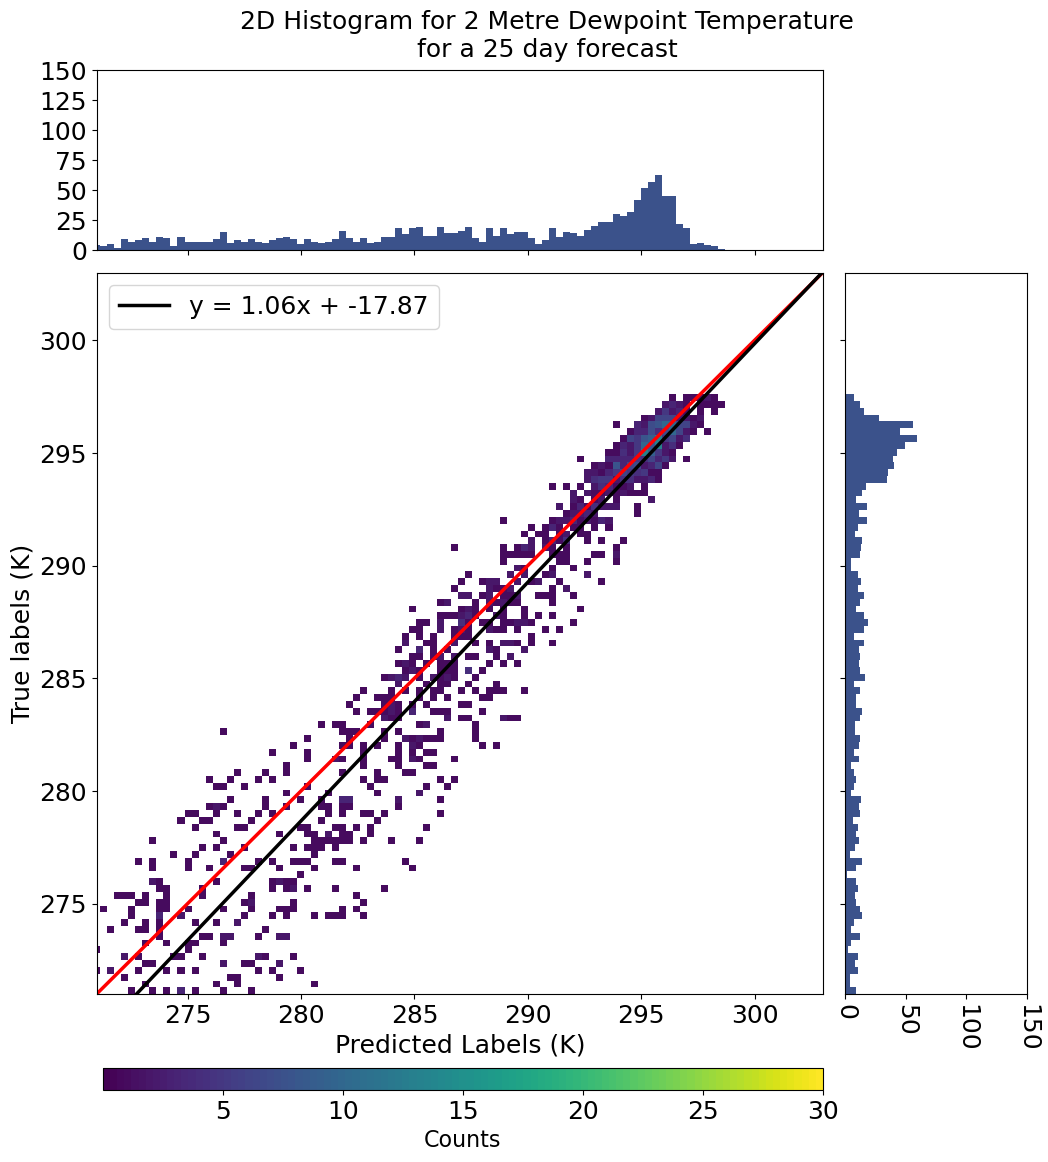 2D Histogram for 2 Metre Dewpoint Temperature
for a 25 day forecast
150
125
100
75
50
25
0
y = 1.06x + -17.87
300
295
290
285
280
275
True labels (K)
275 280 285 290 295 300
Predicted Labels (K)
0 50 100 150
5 10 15 20 25 30
Counts